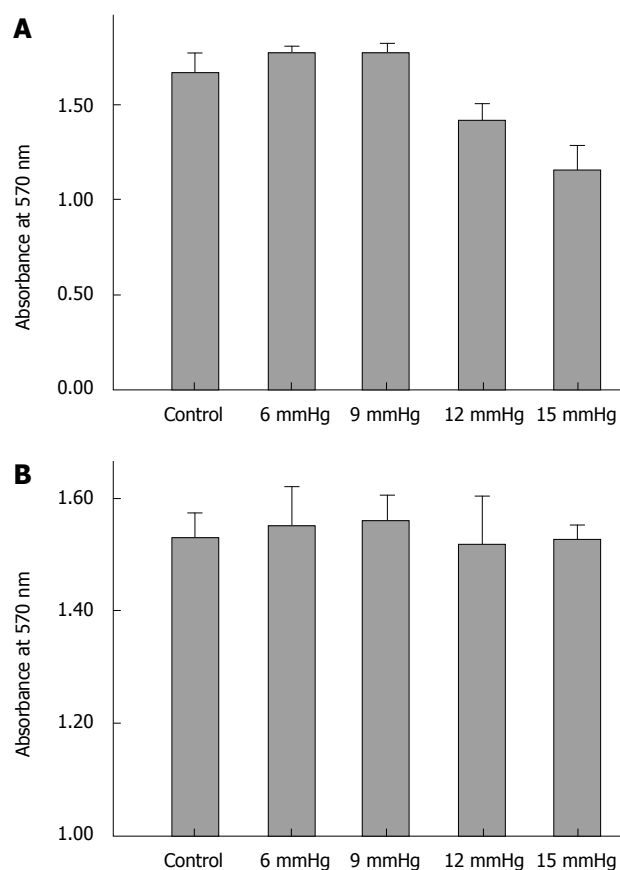 A
Absorbance at 570 nm
1.50
1.00
0.50
0.00
Control 6 mmHg 9 mmHg 12 mmHg 15 mmHg
B
Absorbance at 570 nm
1.60
1.40
1.20
1.00
Control 6 mmHg 9 mmHg 12 mmHg 15 mmHg